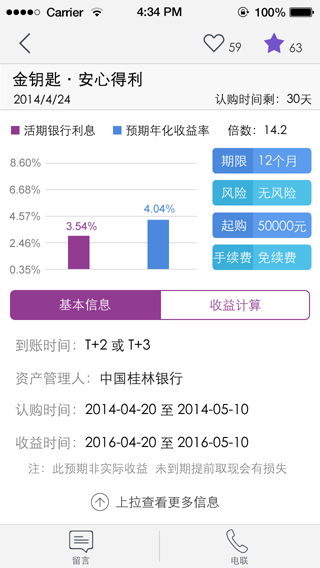 Carrier 4:34 PM 100%
59 63
金钥匙·安心得利
2014/4/24 认购时间剩：30天
活期银行利息 预期年化收益率 倍数：14.2
8.60%
6.68%
4.57%
2.46%
0.35%
3.54%
4.04%
期限 12个月
风险 无风险
起购 50000元
手续费 免续费
基本信息 收益计算
到账时间： T+2 或 T+3
资产管理人： 中国桂林银行
认购时间： 2014-04-20 至 2014-05-10
收益时间： 2016-04-20 至 2016-05-10
注：此预期非实际收益 未到期提前取现会有损失
上拉查看更多信息
留言 电联